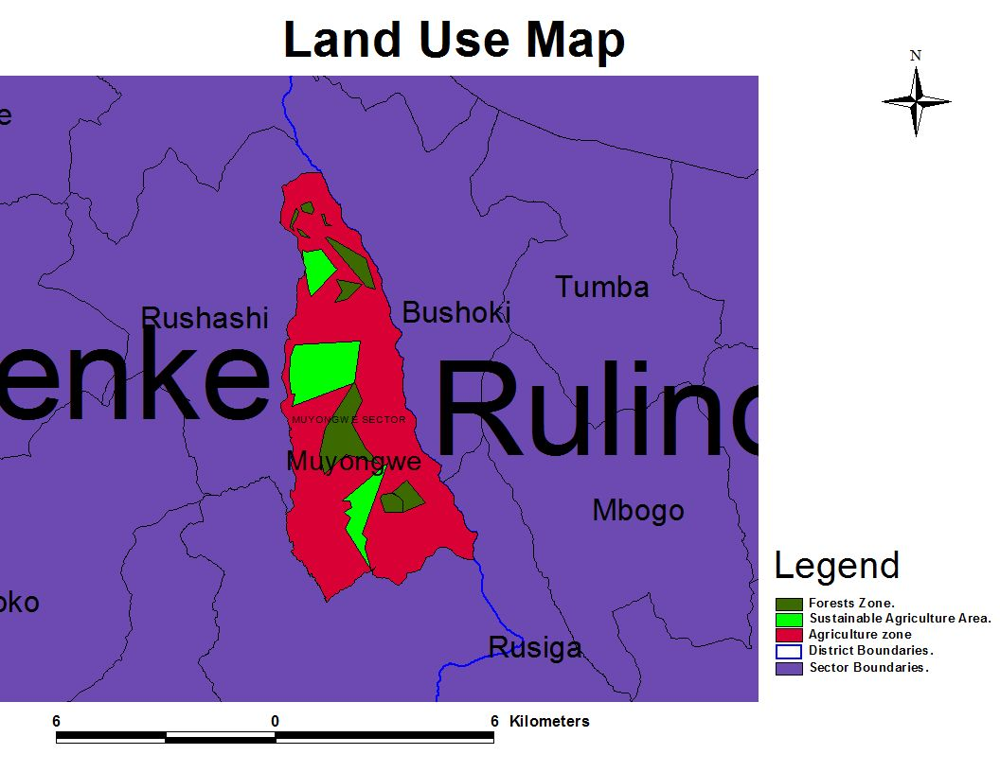 Land Use Map
N
e
Tumba
Bushoki
Rushashi
enke
Rulind
MUYONGWE SECTOR
Muyongwe
Mbogo
Legend
Forests Zone.
Sustainable Agriculture Area.
Agriculture zone
District Boundaries.
Sector Boundaries.
oko
Rusiga
6 0 6 Kilometers